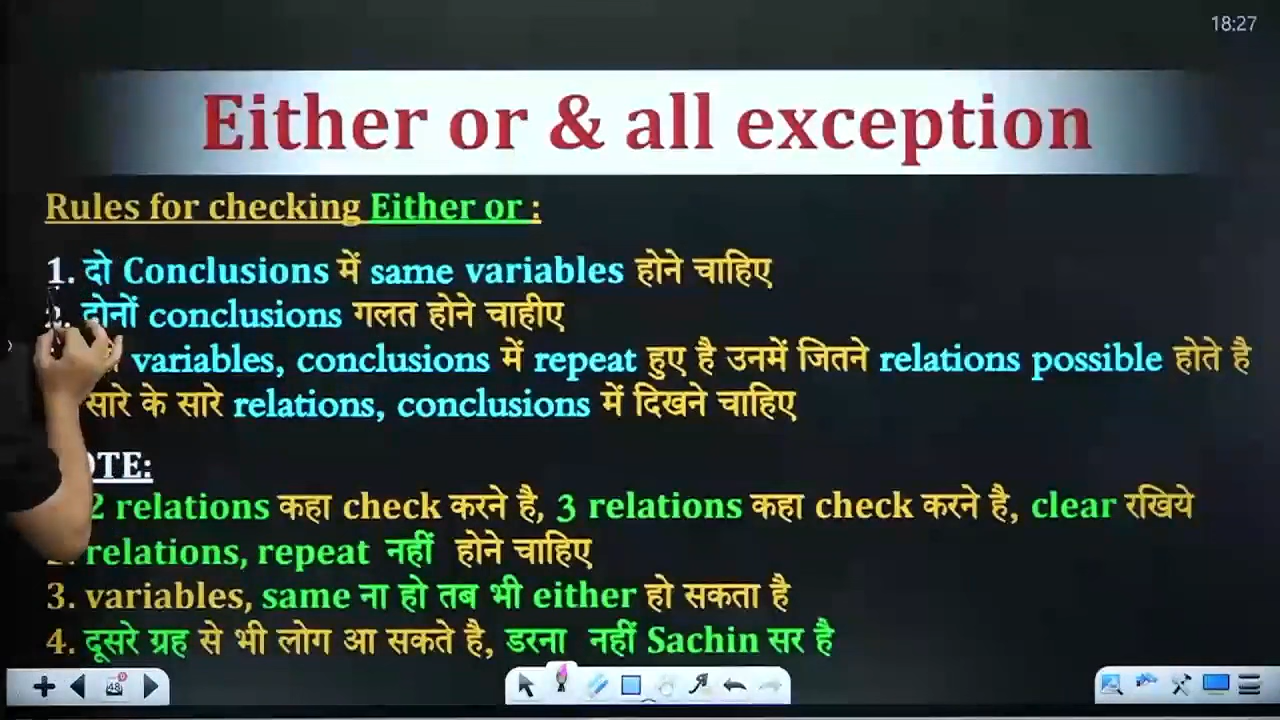 18:27
Either or & all exception
Rules for checking Either or :
1. दो Conclusions में same variables होने चाहिए
2. दोनों conclusions गलत होने चाहीए
variables, conclusions में repeat हुए है उनमें जितने relations possible होते है
सारे के सारे relations, conclusions में दिखने चाहिए
OTE:
2 relations कहा check करने है, 3 relations कहा check करने है, clear रखिये
2. relations, repeat नहीं होने चाहिए
3. variables, same ना हो तब भी either हो सकता है
4. दूसरे ग्रह से भी लोग आ सकते है, डरना नहीं Sachin सर है
48